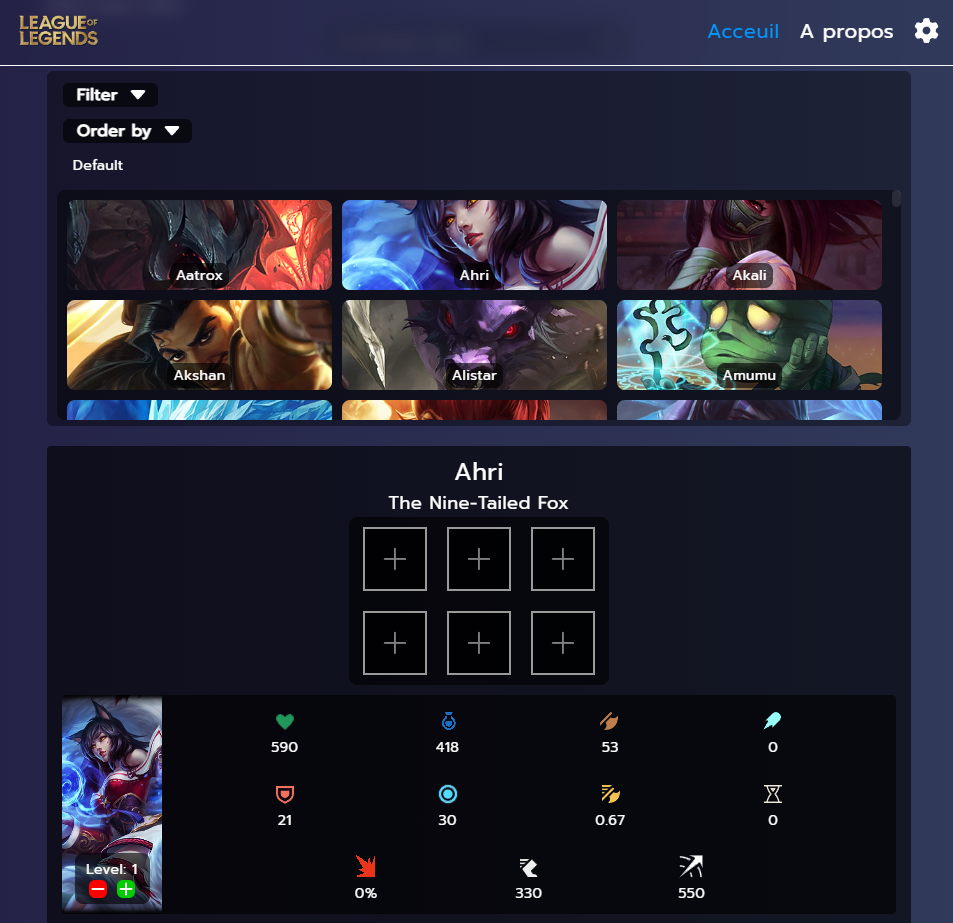 LEAGUE OF
LEGENDS
Acceuil A propos
Filter
Order by
Default
Aatrox Ahri Akali
Akshan Alistar Amumu
Ahri
The Nine-Tailed Fox
590 418 53 0
21 30 0.67 0
Level: 1
0% 330 550